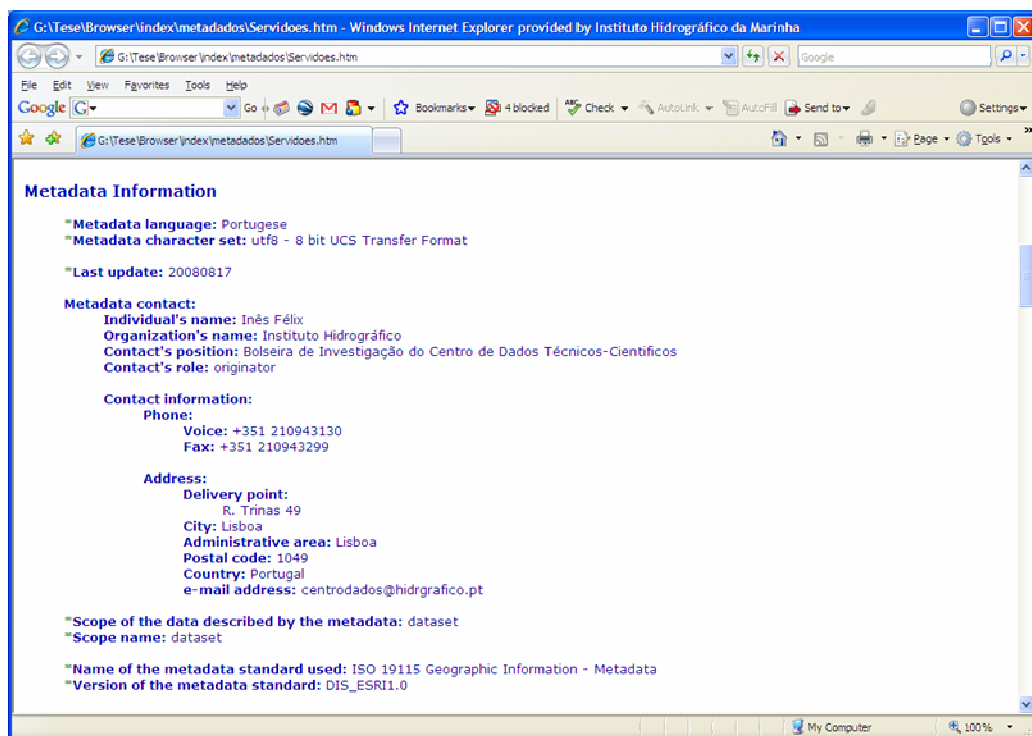 G:\Tese\Browser\index\metadados\Servidoes.htm - Windows Internet Explorer provided by Instituto Hidrográfico da Marinha
G:\Tese\Browser\index\metadados\Servidoes.htm
Google
File Edit View Favorites Tools Help
Google G Go Bookmarks 4 blocked ABC Check AutoLink AutoFill Send to Settings
G:\Tese\Browser\index\metadados\Servidoes.htm Page Tools »
Metadata Information
*Metadata language: Portugese
*Metadata character set: utf8 - 8 bit UCS Transfer Format
*Last update: 20080817
Metadata contact:
Individual's name: Inês Félix
Organization's name: Instituto Hidrográfico
Contact's position: Bolseira de Investigação do Centro de Dados Técnicos-Cientificos
Contact's role: originator
Contact information:
Phone:
Voice: +351 210943130
Fax: +351 210943299
Address:
Delivery point:
R. Trinas 49
City: Lisboa
Administrative area: Lisboa
Postal code: 1049
Country: Portugal
e-mail address: centrodados@hidrgrafico.pt
*Scope of the data described by the metadata: dataset
*Scope name: dataset
*Name of the metadata standard used: ISO 19115 Geographic Information - Metadata
*Version of the metadata standard: DIS_ESRI1.0
My Computer 100%